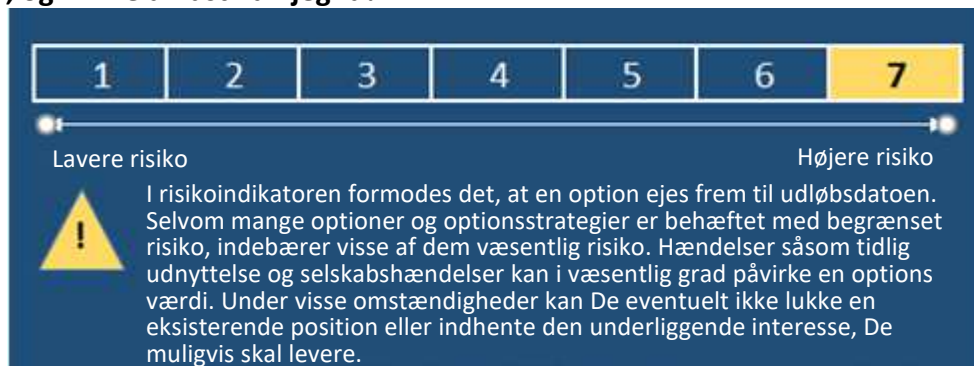 1 2 3 4 5 6 7
Lavere risiko Højere risiko
I risikoindikatoren formodes det, at en option ejes frem til udløbsdatoen.
Selvom mange optioner og optionsstrategier er behæftet med begrænset
risiko, indebærer visse af dem væsentlig risiko. Hændelser såsom tidlig
udnyttelse og selskabshændelser kan i væsentlig grad påvirke en options
værdi. Under visse omstændigheder kan De eventuelt ikke lukke en
eksisterende position eller indhente den underliggende interesse, De
muligvis skal levere.